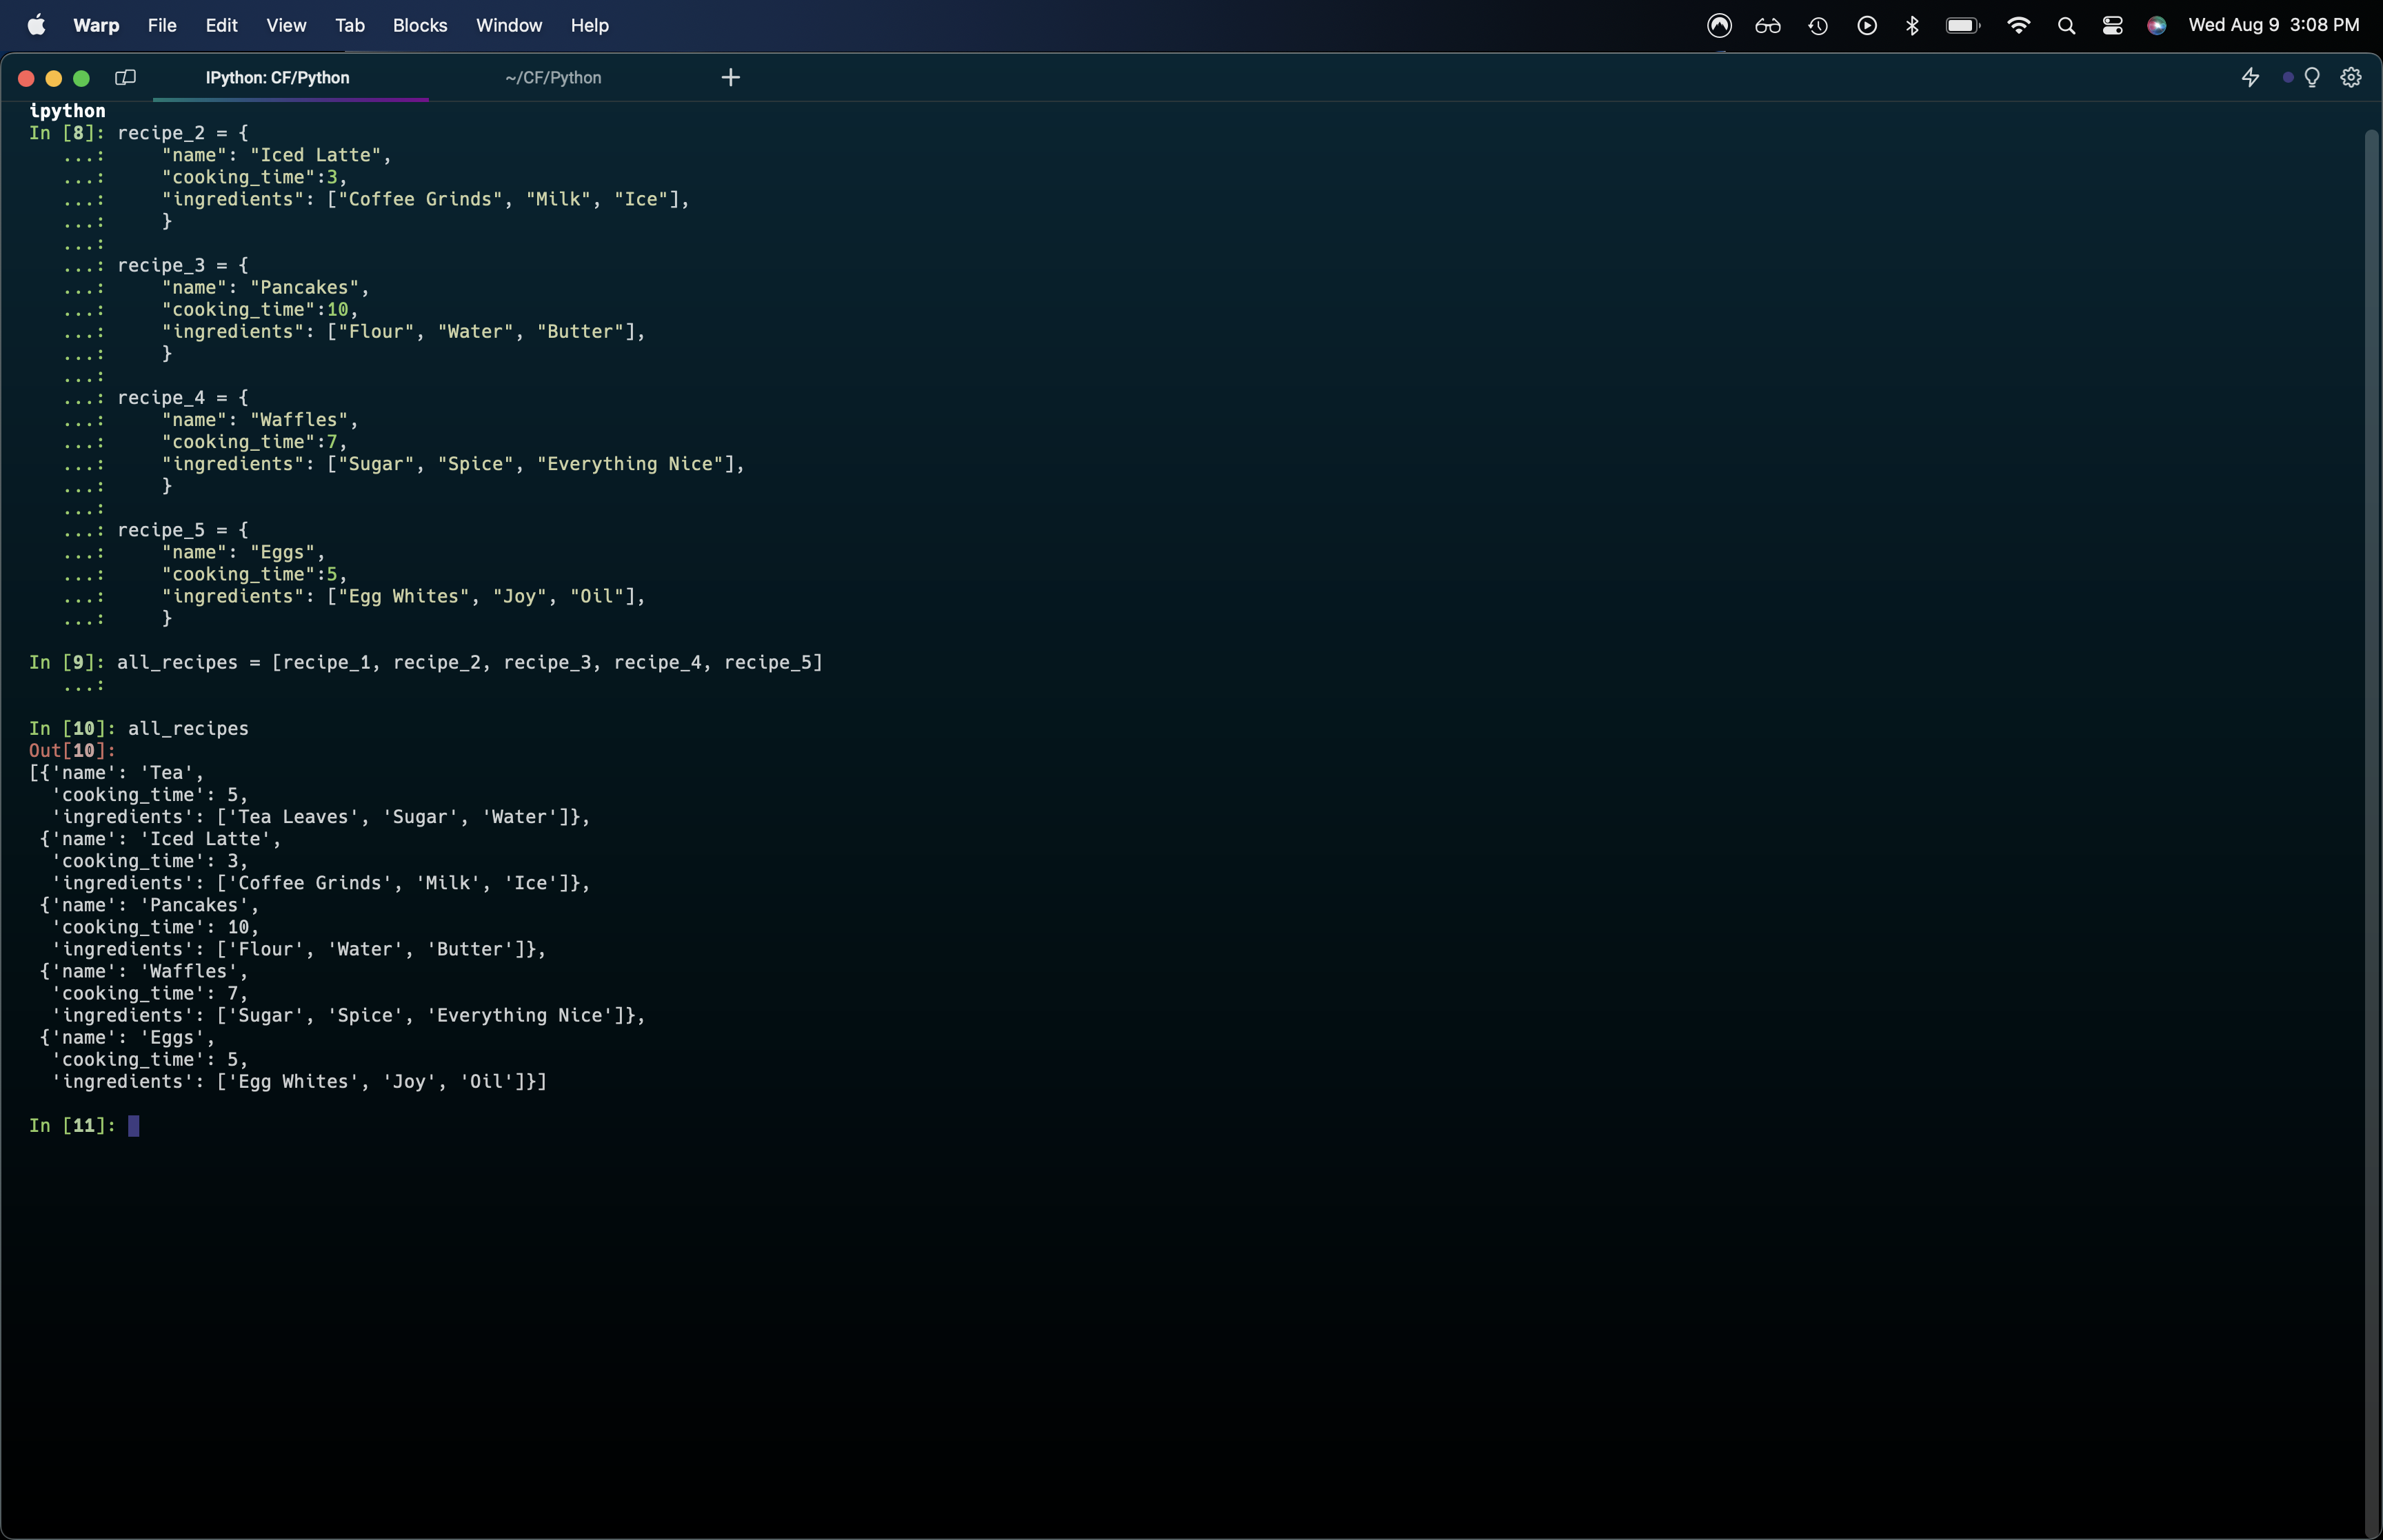 Warp File Edit View Tab Blocks Window Help Wed Aug 9 3:08 PM
IPython: CF/Python ~/CF/Python +
ipython
In [8]: recipe_2 = {
   ...:     "name": "Iced Latte",
   ...:     "cooking_time":3,
   ...:     "ingredients": ["Coffee Grinds", "Milk", "Ice"],
   ...:     }
   ...:
   ...: recipe_3 = {
   ...:     "name": "Pancakes",
   ...:     "cooking_time":10,
   ...:     "ingredients": ["Flour", "Water", "Butter"],
   ...:     }
   ...:
   ...: recipe_4 = {
   ...:     "name": "Waffles",
   ...:     "cooking_time":7,
   ...:     "ingredients": ["Sugar", "Spice", "Everything Nice"],
   ...:     }
   ...:
   ...: recipe_5 = {
   ...:     "name": "Eggs",
   ...:     "cooking_time":5,
   ...:     "ingredients": ["Egg Whites", "Joy", "Oil"],
   ...:     }
In [9]: all_recipes = [recipe_1, recipe_2, recipe_3, recipe_4, recipe_5]
   ...:
In [10]: all_recipes
Out[10]:
[{'name': 'Tea',
  'cooking_time': 5,
  'ingredients': ['Tea Leaves', 'Sugar', 'Water']},
 {'name': 'Iced Latte',
  'cooking_time': 3,
  'ingredients': ['Coffee Grinds', 'Milk', 'Ice']},
 {'name': 'Pancakes',
  'cooking_time': 10,
  'ingredients': ['Flour', 'Water', 'Butter']},
 {'name': 'Waffles',
  'cooking_time': 7,
  'ingredients': ['Sugar', 'Spice', 'Everything Nice']},
 {'name': 'Eggs',
  'cooking_time': 5,
  'ingredients': ['Egg Whites', 'Joy', 'Oil']}]
In [11]: